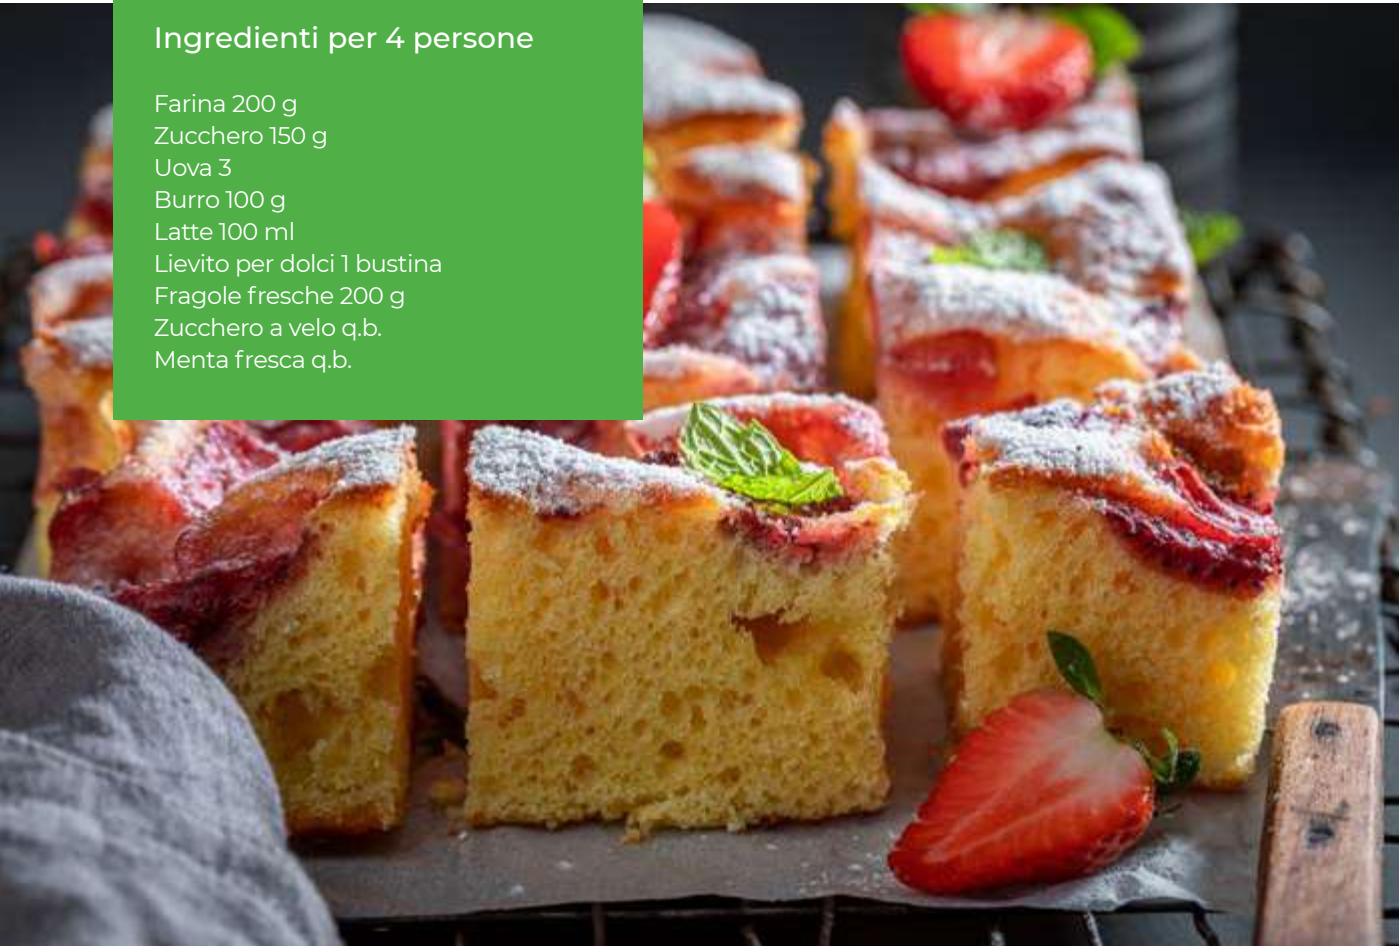 Ingredienti per 4 persone
Farina 200 g
Zucchero 150 g
Uova 3
Burro 100 g
Latte 100 ml
Lievito per dolci 1 bustina
Fragole fresche 200 g
Zucchero a velo q.b.
Menta fresca q.b.